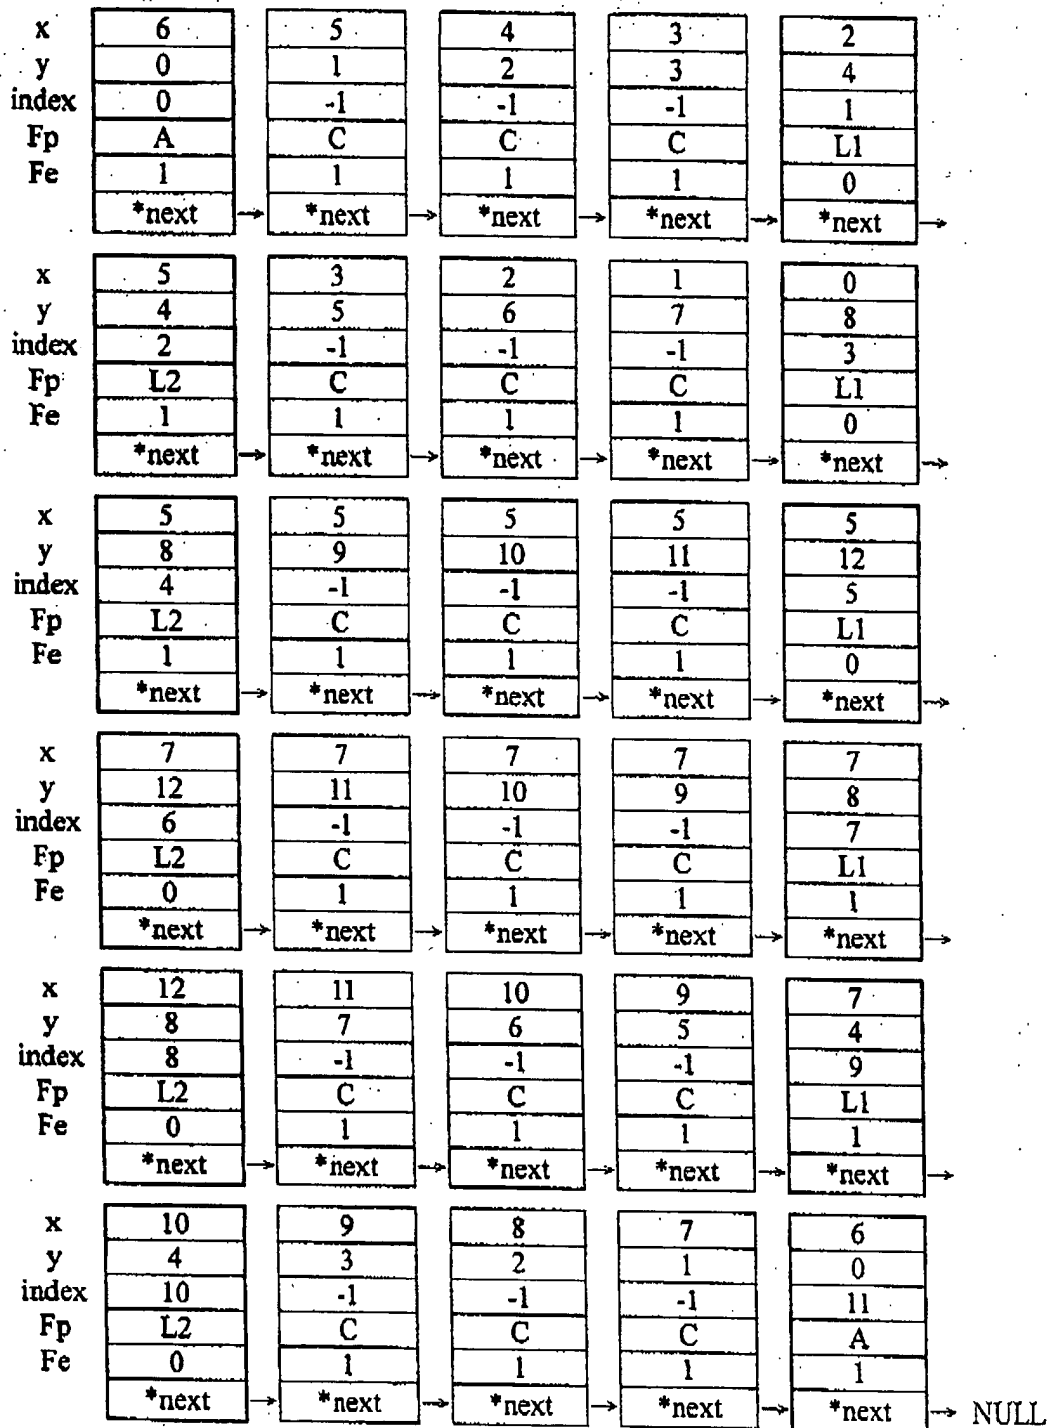 x 6 5 4 3 2
y 0 1 2 3 4
index 0 -1 -1 -1 1
Fp A C C C L1
Fe 1 1 1 1 0
*next *next *next *next *next
x 5 3 2 1 0
y 4 5 6 7 8
index 2 -1 -1 -1 3
Fp L2 C C C L1
Fe 1 1 1 1 0
*next *next *next *next *next
x 5 5 5 5 5
y 8 9 10 11 12
index 4 -1 -1 -1 5
Fp L2 C C C L1
Fe 1 1 1 1 0
*next *next *next *next *next
x 7 7 7 7 7
y 12 11 10 9 8
index 6 -1 -1 -1 7
Fp L2 C C C L1
Fe 0 1 1 1 1
*next *next *next *next *next
x 12 11 10 9 7
y 8 7 6 5 4
index 8 -1 -1 -1 9
Fp L2 C C C L1
Fe 0 1 1 1 1
*next *next *next *next *next
x 10 9 8 7 6
y 4 3 2 1 0
index 10 -1 -1 -1 11
Fp L2 C C C A
Fe 0 1 1 1 1
*next *next *next *next *next NULL